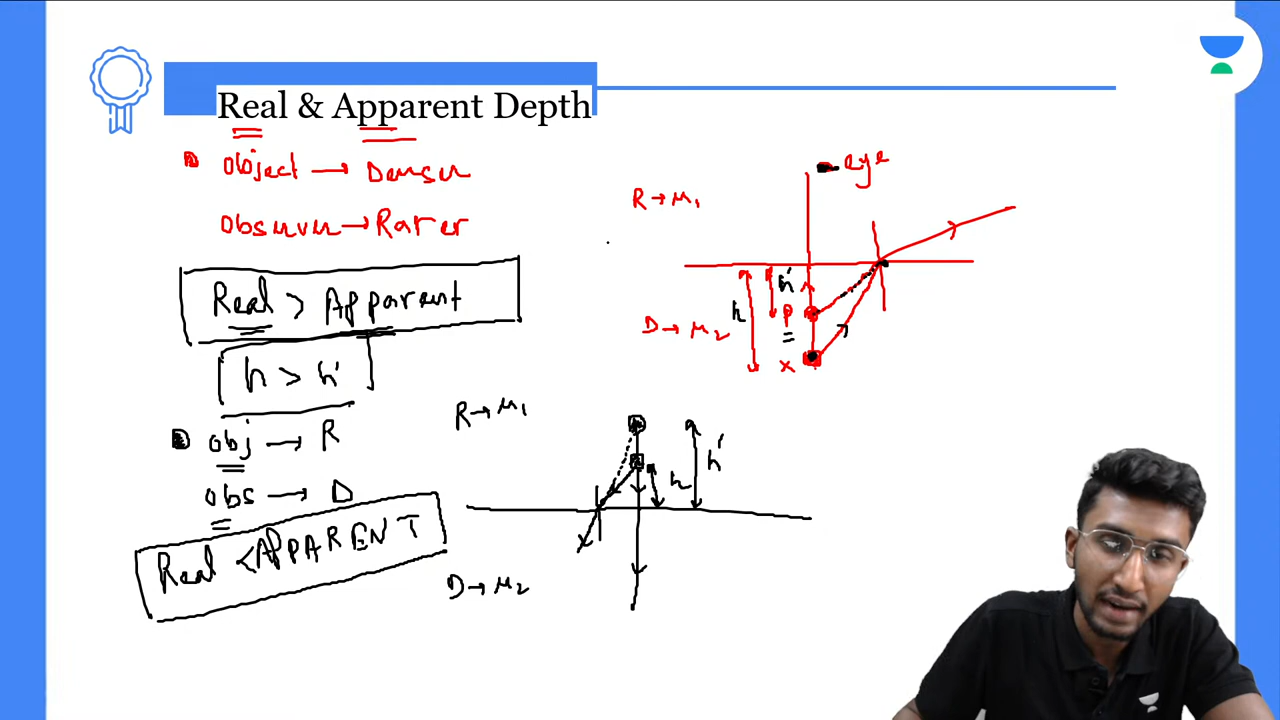 Real & Apparent Depth
object → Denser
Observer → Rarer
Real > Apparent
h > h'
obj → R
obs → D
Real < APPARENT
eye
R → μ₁
h'
h
P
D → μ₂
x
R → μ₁
h'
h
D → μ₂